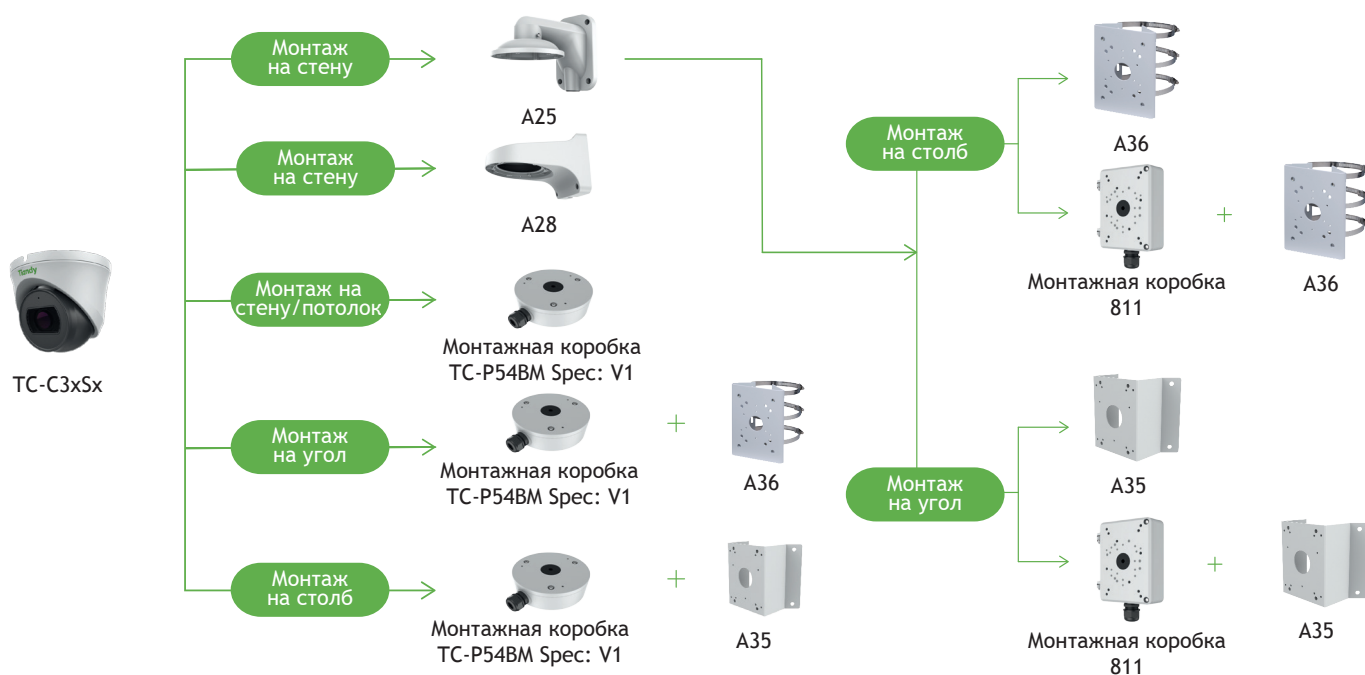 Монтаж
на стену
A25
Монтаж
на стену
A28
Tiandy
TC-C3xSx
Монтаж на
стену/потолок
Монтажная коробка
TC-P54BM Spec: V1
Монтаж
на угол
Монтажная коробка
TC-P54BM Spec: V1
+
A36
Монтаж
на столб
Монтажная коробка
TC-P54BM Spec: V1
+
A35
Монтаж
на столб
A36
Монтажная коробка
811
+
A36
Монтаж
на угол
A35
Монтажная коробка
811
+
A35